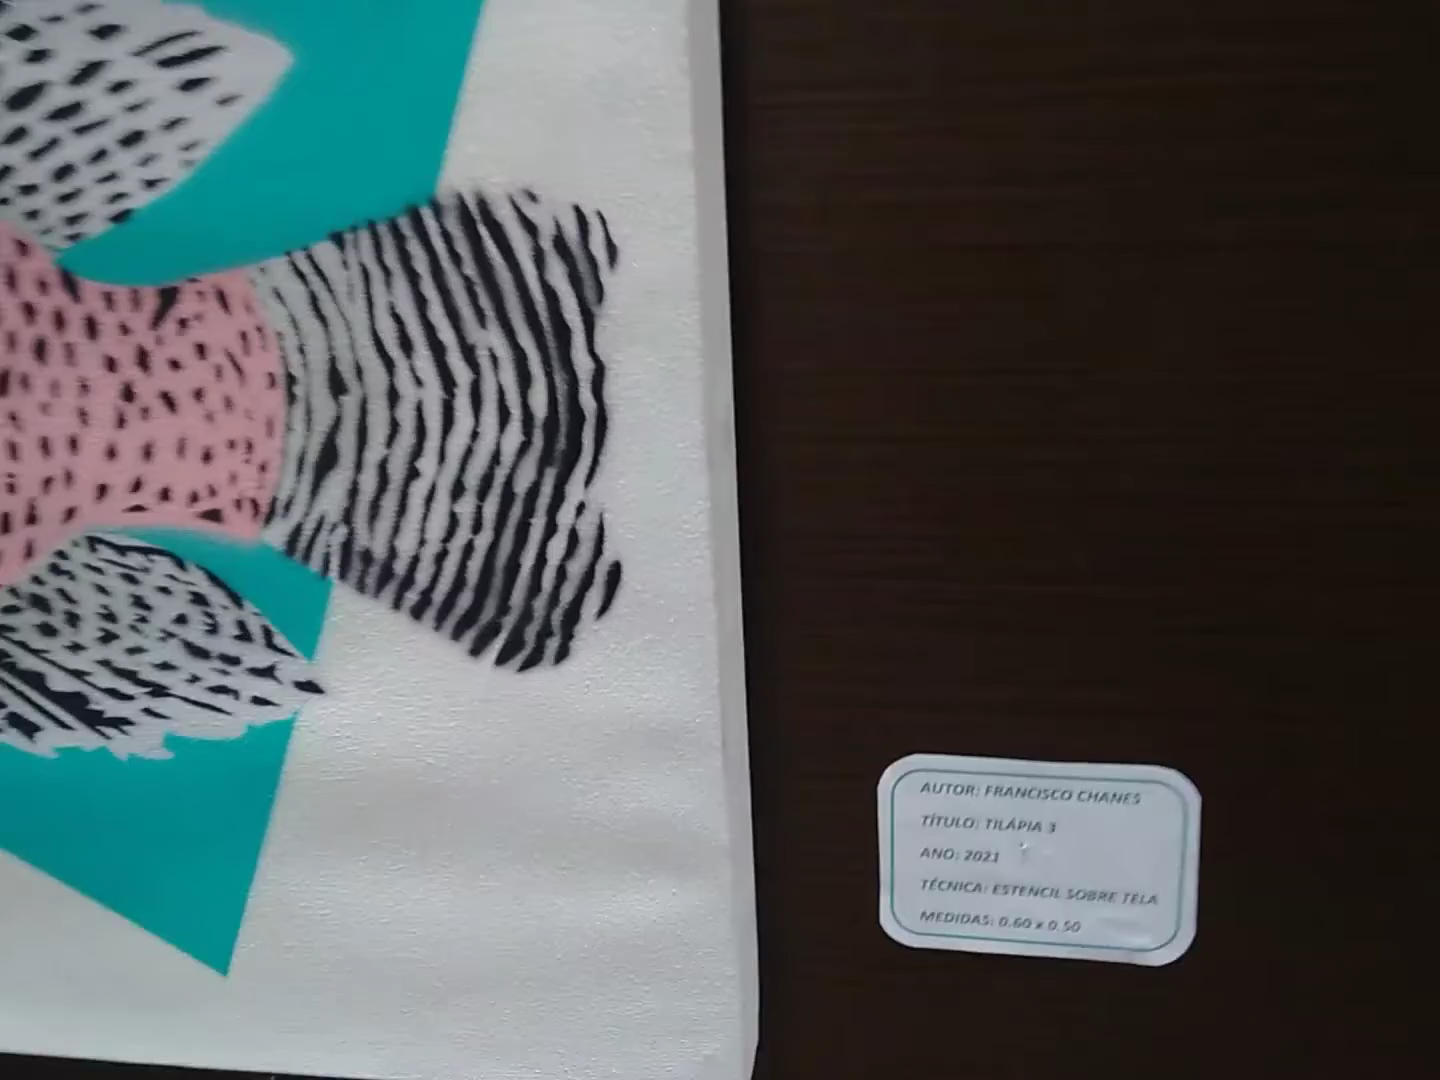 AUTOR: FRANCISCO CHANES
TÍTULO: TILÁPIA 3
ANO: 2021
TÉCNICA: ESTENCIL SOBRE TELA
MEDIDAS: 0.60 x 0.50